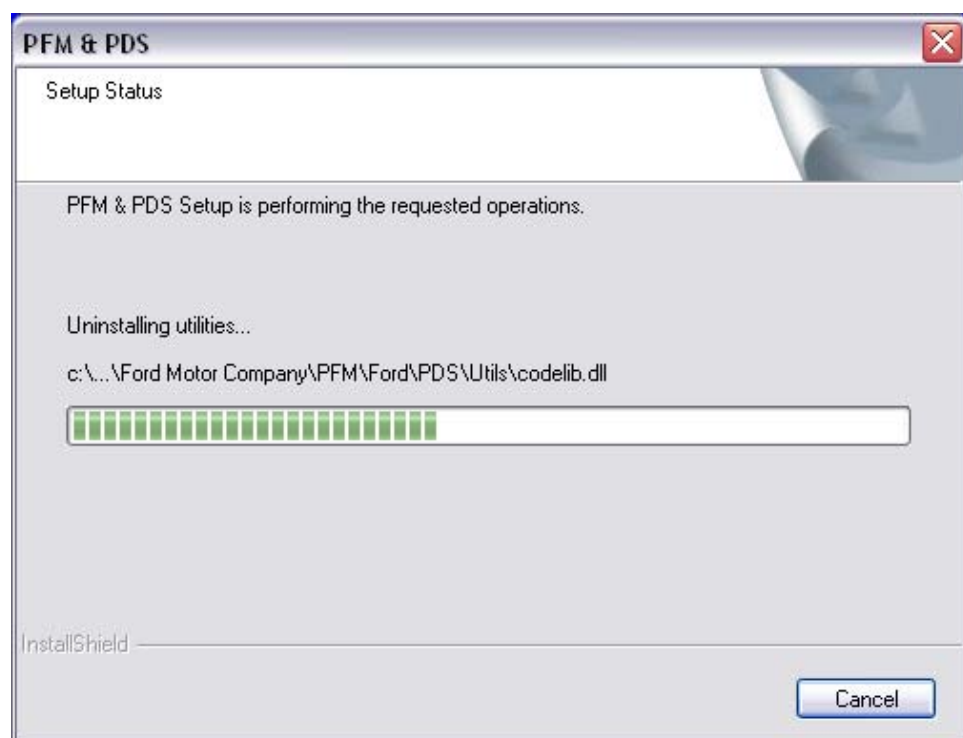 PFM & PDS
Setup Status
PFM & PDS Setup is performing the requested operations.
Uninstalling utilities...
c:\...\Ford Motor Company\PFM\Ford\PDS\Utils\codelib.dll
InstallShield
Cancel